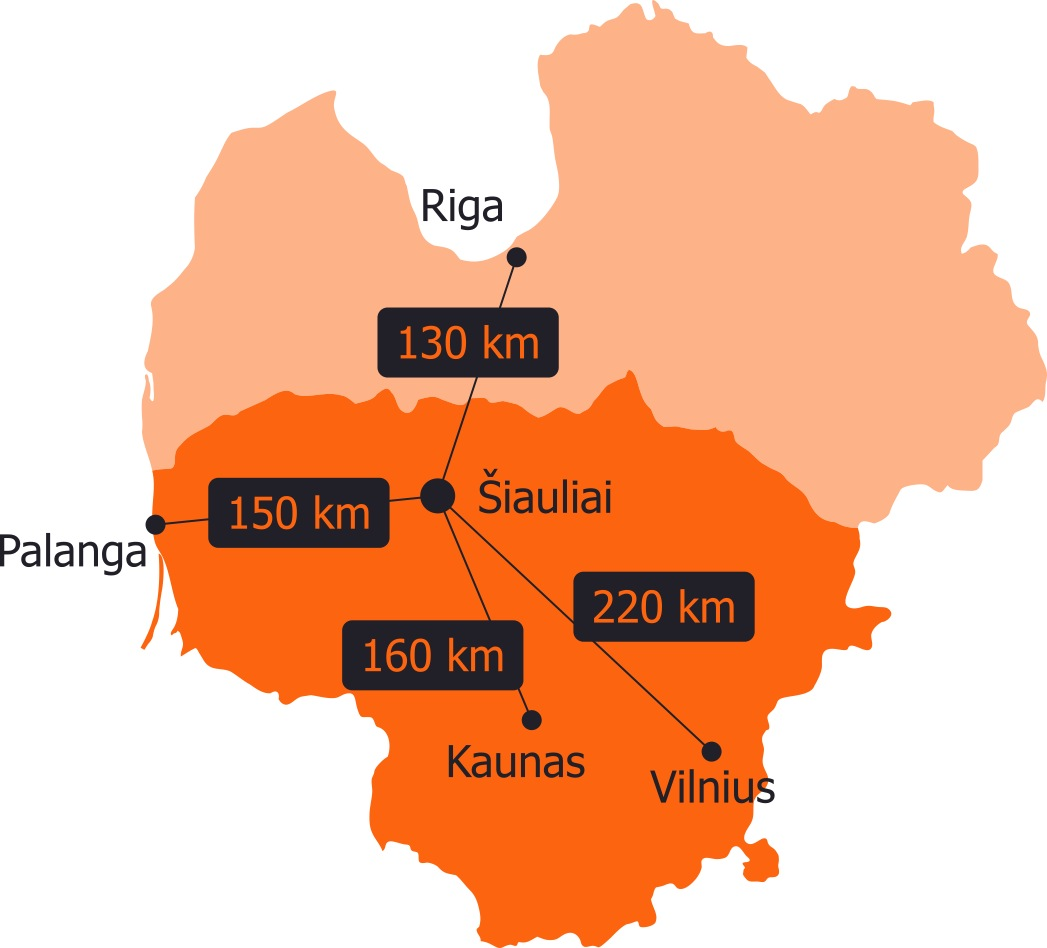 Riga
130 km
Šiauliai
150 km
Palanga
220 km
160 km
Kaunas
Vilnius